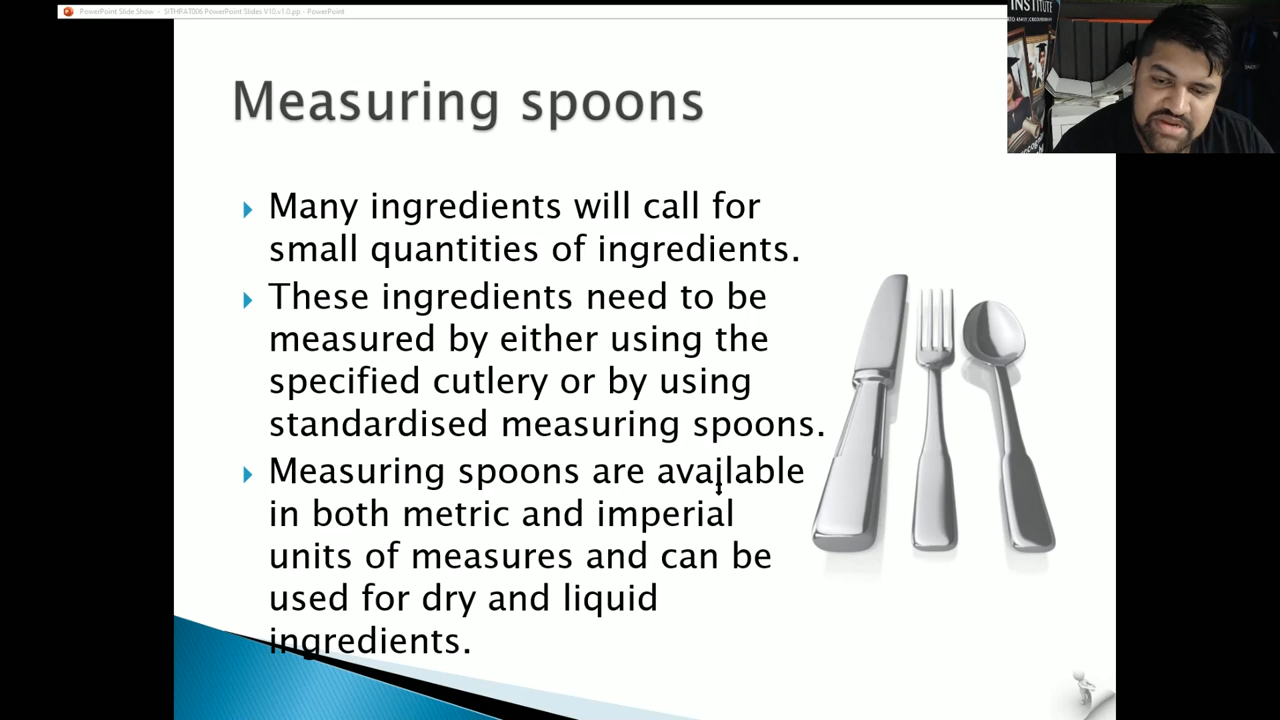 PowerPoint Slide Show - SITHPAT006 PowerPoint Slides V10.v1.0.pp - PowerPoint
INSTITUTE
Measuring spoons
Many ingredients will call for
small quantities of ingredients.
These ingredients need to be
measured by either using the
specified cutlery or by using
standardised measuring spoons.
Measuring spoons are available
in both metric and imperial
units of measures and can be
used for dry and liquid
ingredients.